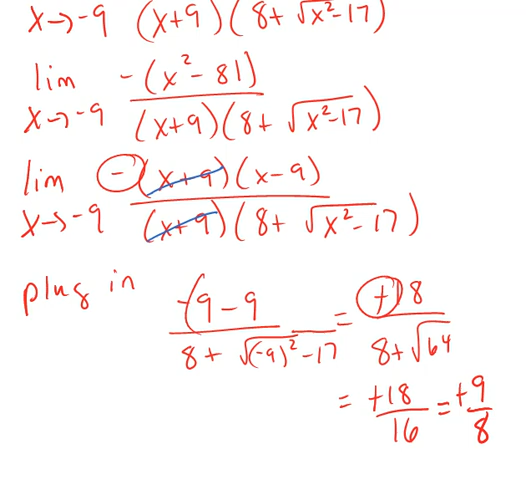 x→-9 (x+9)(8+ √x²-17)
lim -(x²-81)
x→-9 (x+9)(8+ √x²-17)
lim -(x+9)(x-9)
x→-9 (x+9)(8+ √x²-17)
plug in -(9-9 = +18
8+ √(-9)²-17 8+√64
= +18/16 = +9/8